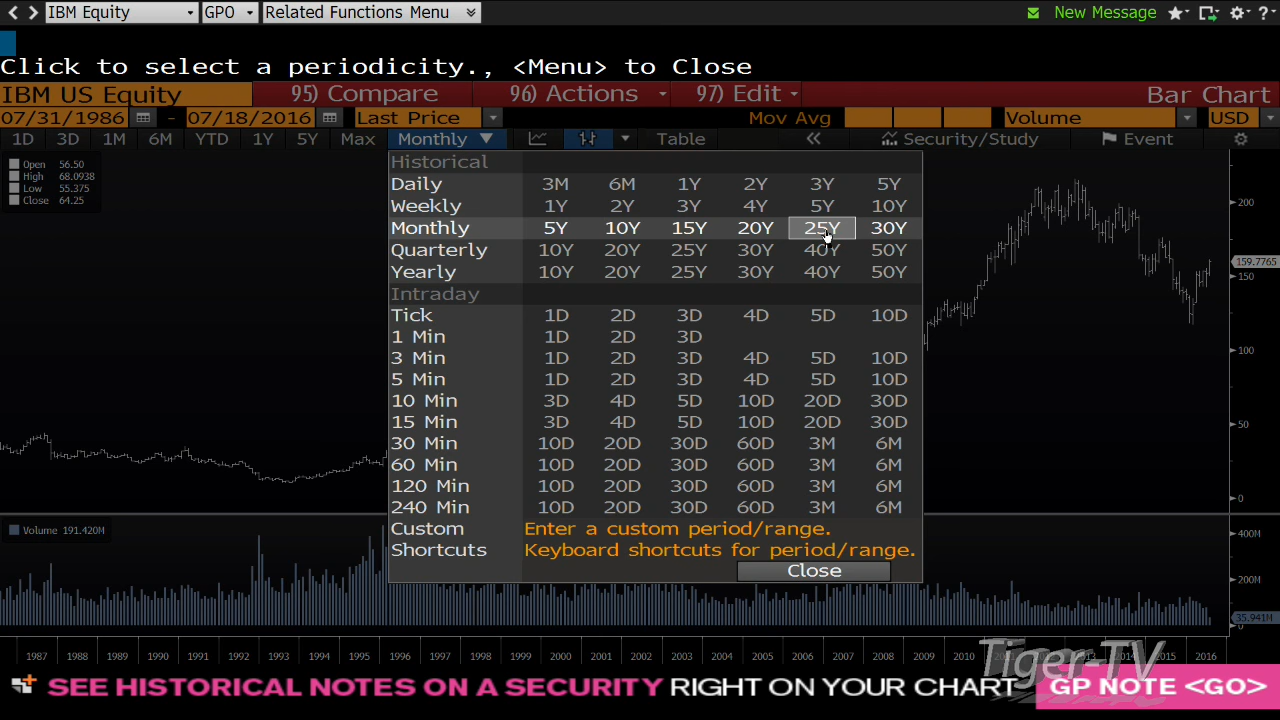 IBM Equity GPO Related Functions Menu New Message ?
Click to select a periodicity., <Menu> to Close
IBM US Equity 95) Compare 96) Actions 97) Edit Bar Chart
07/31/1986 - 07/18/2016 Last Price Mov Avg Volume USD
1D 3D 1M 6M YTD 1Y 5Y Max Monthly Table « Security/Study Event
Open 56.50
High 68.0938
Low 55.375
Close 64.25
Historical
Daily 3M 6M 1Y 2Y 3Y 5Y
Weekly 1Y 2Y 3Y 4Y 5Y 10Y
Monthly 5Y 10Y 15Y 20Y 25Y 30Y
Quarterly 10Y 20Y 25Y 30Y 40Y 50Y
Yearly 10Y 20Y 25Y 30Y 40Y 50Y
Intraday
Tick 1D 2D 3D 4D 5D 10D
1 Min 1D 2D 3D
3 Min 1D 2D 3D 4D 5D 10D
5 Min 1D 2D 3D 4D 5D 10D
10 Min 3D 4D 5D 10D 20D 30D
15 Min 3D 4D 5D 10D 20D 30D
30 Min 10D 20D 30D 60D 3M 6M
60 Min 10D 20D 30D 60D 3M 6M
120 Min 10D 20D 30D 60D 3M 6M
240 Min 10D 20D 30D 60D 3M 6M
Custom Enter a custom period/range.
Shortcuts Keyboard shortcuts for period/range.
Close
200
159.7765
150
100
50
0
Volume 191.420M
400M
200M
35.941M
0
1987 1988 1989 1990 1991 1992 1993 1994 1995 1996 1997 1998 1999 2000 2001 2002 2003 2004 2005 2006 2007 2008 2009 2010 2011 2012 2013 2014 2015 2016
Tiger-TV
SEE HISTORICAL NOTES ON A SECURITY RIGHT ON YOUR CHART GP NOTE <GO>